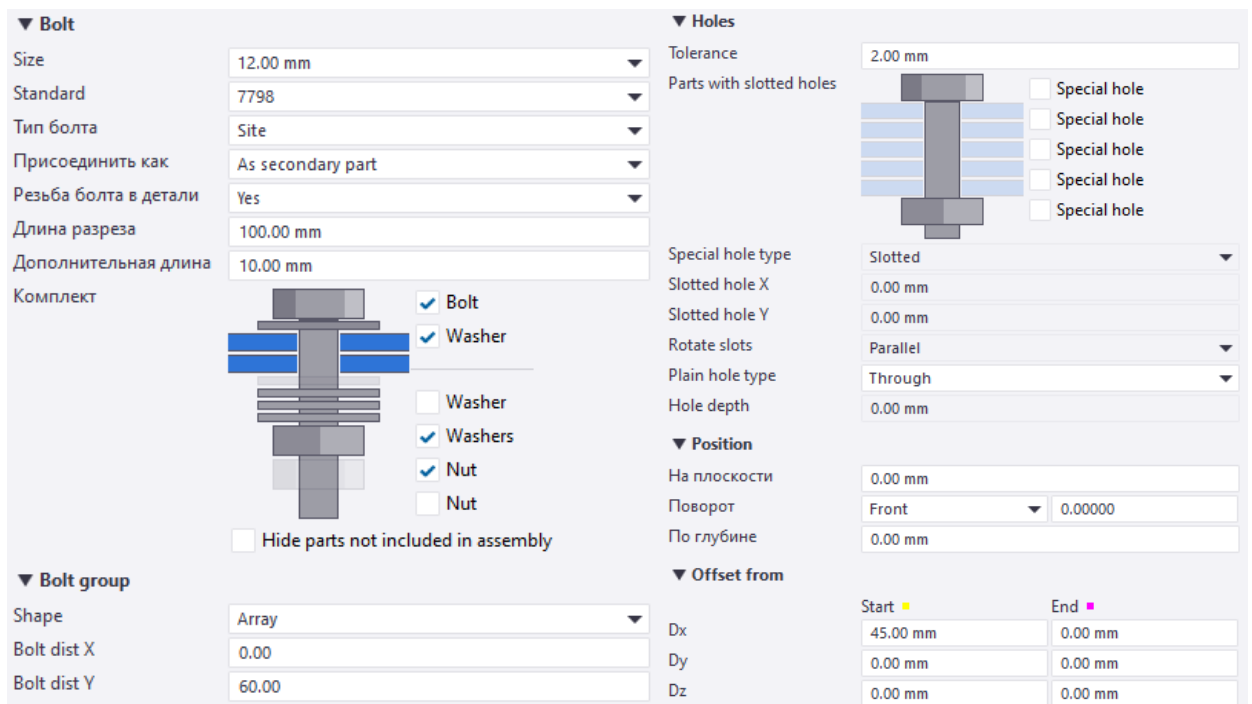 ▼ Bolt
Size 12.00 mm
Standard 7798
Тип болта Site
Присоединить как As secondary part
Резьба болта в детали Yes
Длина разреза 100.00 mm
Дополнительная длина 10.00 mm
Комплект
Bolt
Washer
Washer
Washers
Nut
Nut
Hide parts not included in assembly
▼ Bolt group
Shape Array
Bolt dist X 0.00
Bolt dist Y 60.00
▼ Holes
Tolerance 2.00 mm
Parts with slotted holes Special hole
Special hole
Special hole
Special hole
Special hole
Special hole type Slotted
Slotted hole X 0.00 mm
Slotted hole Y 0.00 mm
Rotate slots Parallel
Plain hole type Through
Hole depth 0.00 mm
▼ Position
На плоскости 0.00 mm
Поворот Front 0.00000
По глубине 0.00 mm
▼ Offset from
Start End
Dx 45.00 mm 0.00 mm
Dy 0.00 mm 0.00 mm
Dz 0.00 mm 0.00 mm